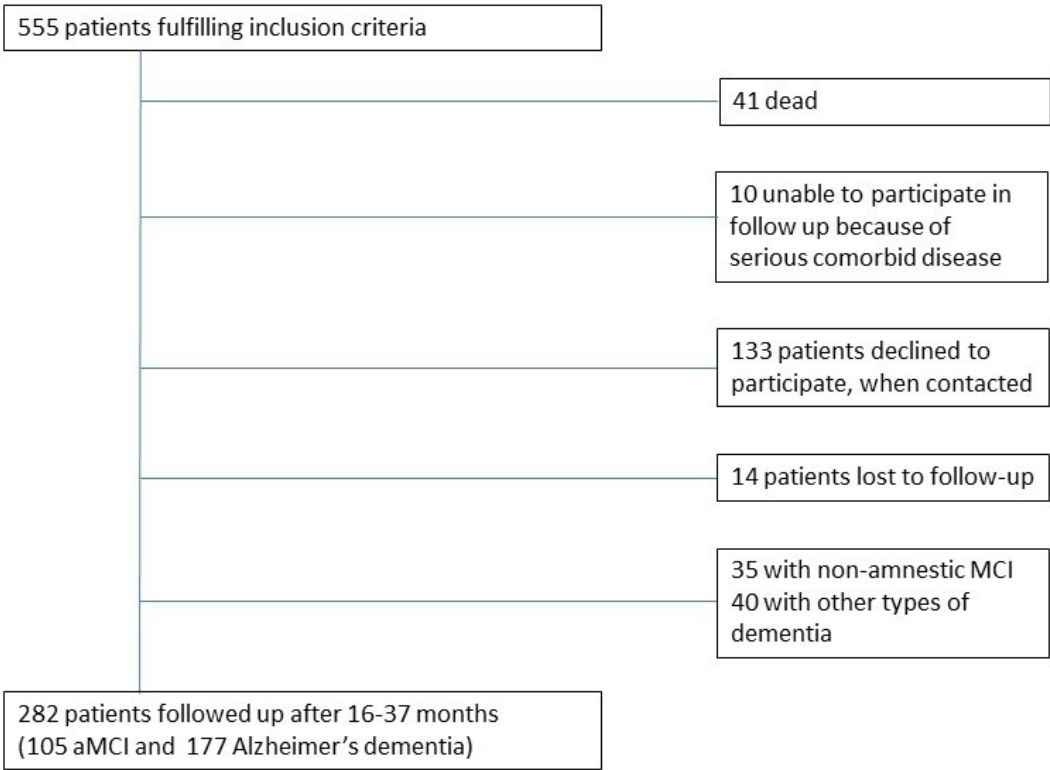 555 patients fulfilling inclusion criteria
41 dead
10 unable to participate in
follow up because of
serious comorbid disease
133 patients declined to
participate, when contacted
14 patients lost to follow-up
35 with non-amnestic MCI
40 with other types of
dementia
282 patients followed up after 16-37 months
(105 aMCI and 177 Alzheimer's dementia)